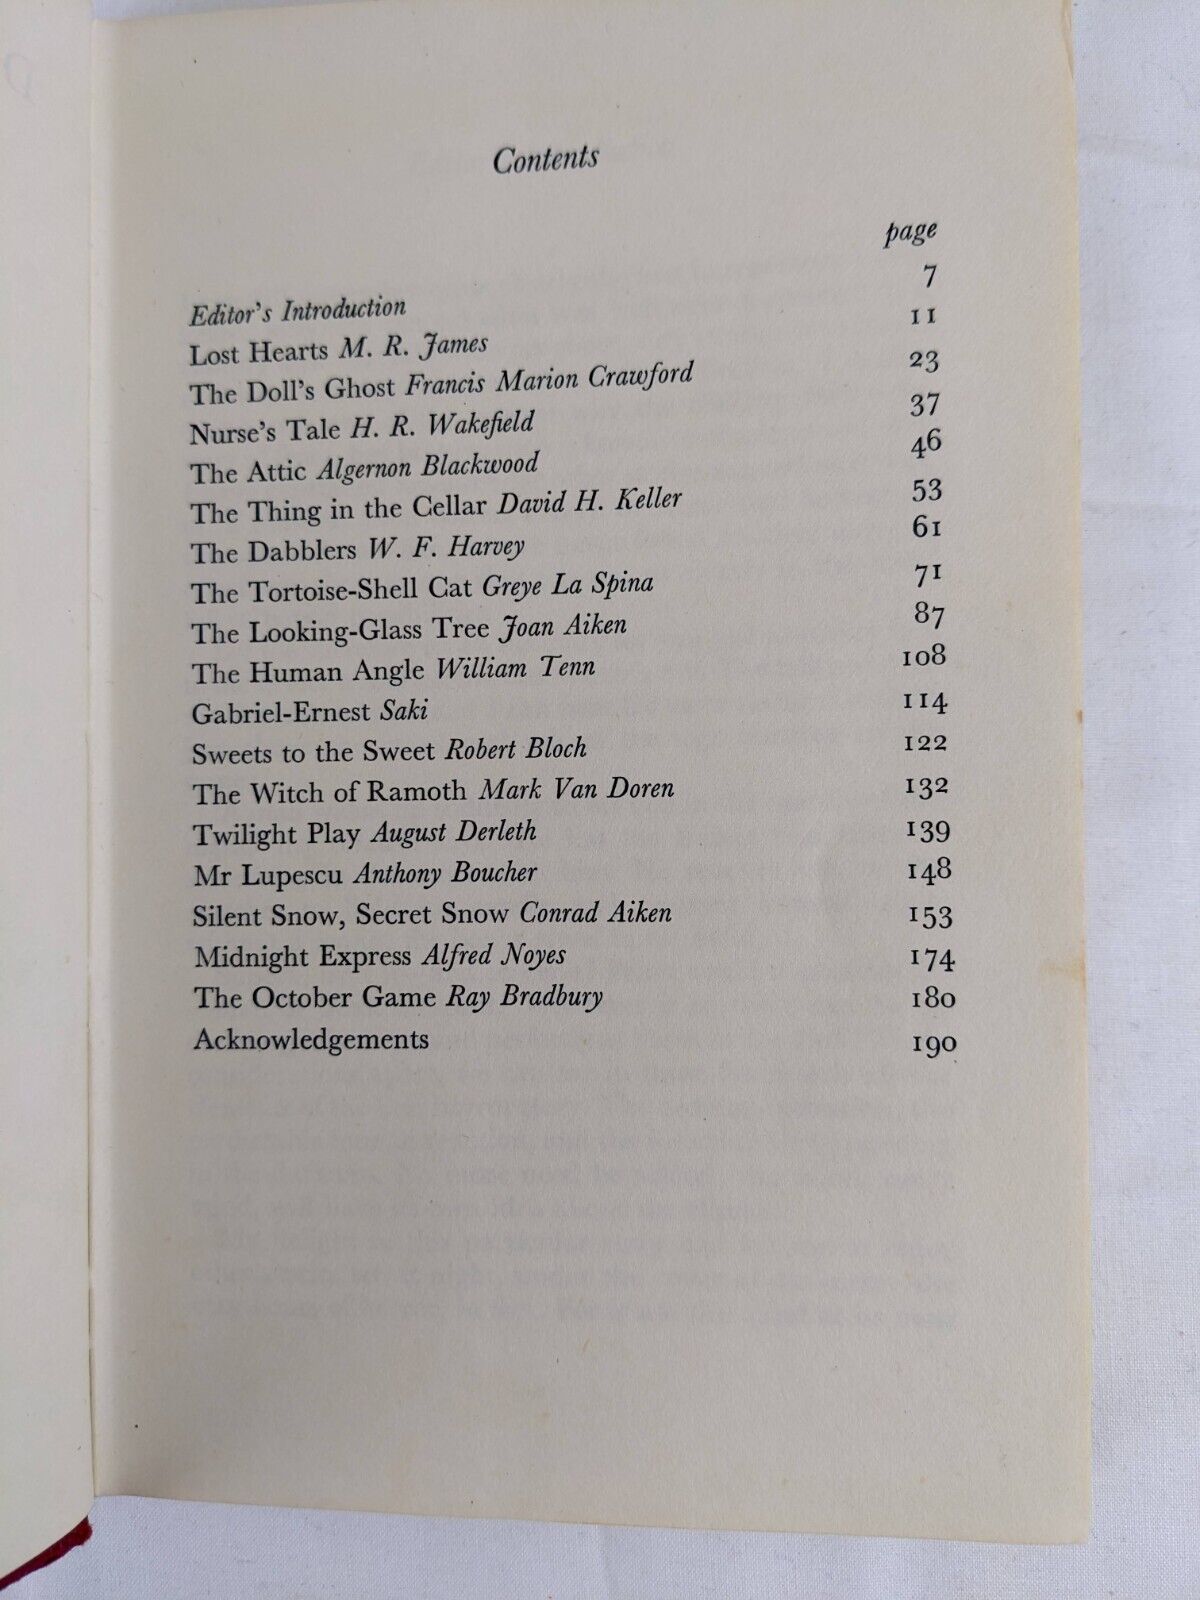 Contents
page
Editor's Introduction 7
Lost Hearts M. R. James 11
The Doll's Ghost Francis Marion Crawford 23
Nurse's Tale H. R. Wakefield 37
The Attic Algernon Blackwood 46
The Thing in the Cellar David H. Keller 53
The Dabblers W. F. Harvey 61
The Tortoise-Shell Cat Greye La Spina 71
The Looking-Glass Tree Joan Aiken 87
The Human Angle William Tenn 108
Gabriel-Ernest Saki 114
Sweets to the Sweet Robert Bloch 122
The Witch of Ramoth Mark Van Doren 132
Twilight Play August Derleth 139
Mr Lupescu Anthony Boucher 148
Silent Snow, Secret Snow Conrad Aiken 153
Midnight Express Alfred Noyes 174
The October Game Ray Bradbury 180
Acknowledgements 190